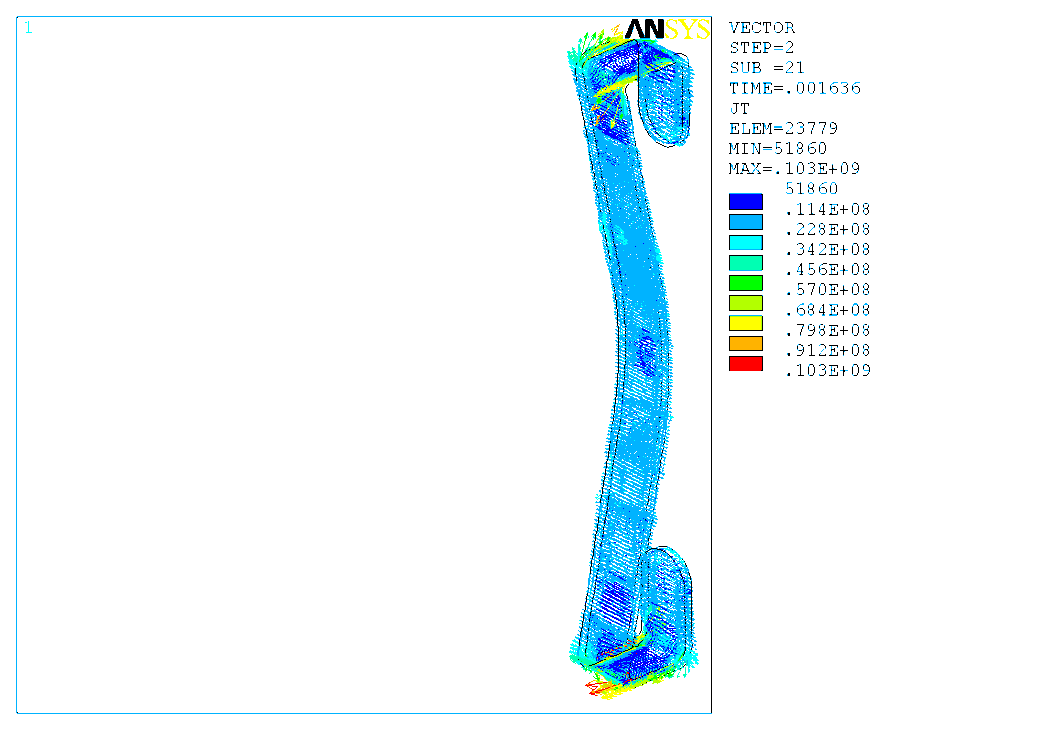 1
ANSYS
VECTOR
STEP=2
SUB =21
TIME=.001636
JT
ELEM=23779
MIN=51860
MAX=.103E+09
51860
.114E+08
.228E+08
.342E+08
.456E+08
.570E+08
.684E+08
.798E+08
.912E+08
.103E+09